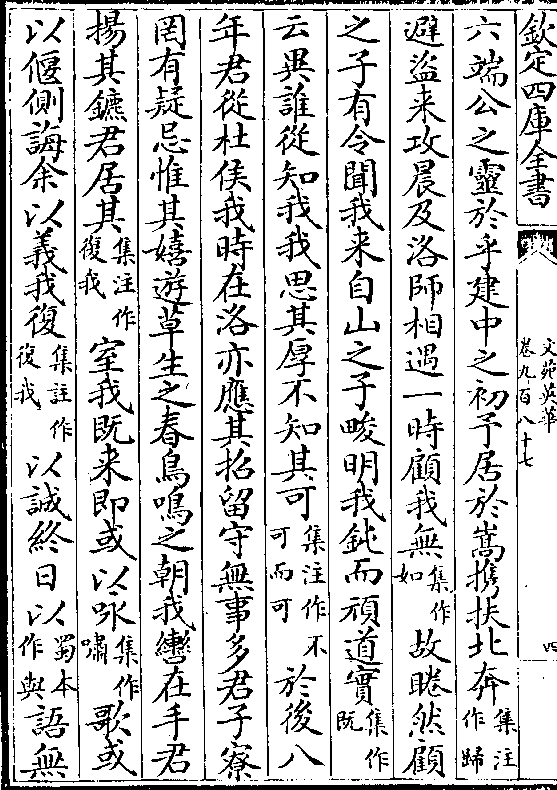 欽定四庫全書
文苑英華
卷九百八十七
四
六端公之靈於乎建中之初予居於嵩携扶北奔集注作歸
避盜来攻晨及洛師相遇一時顧我無集作如故睠然顧
之子有令聞我来自山之子晙明我鈍而頑道實集作既
云異誰從知我我思其厚不知其可集注作不可而可於後八
年君從杜侯我時在洛亦應其招留守無事多君子寮
罔有疑忌惟其嬉遊草生之春鳥鳴之朝我轡在手君
揚其鑣君居其集注作復我室我既来即或以咏集作嘯歌或
以偃側誨余以義我復集註作復我以誠終日以蜀本作與語無